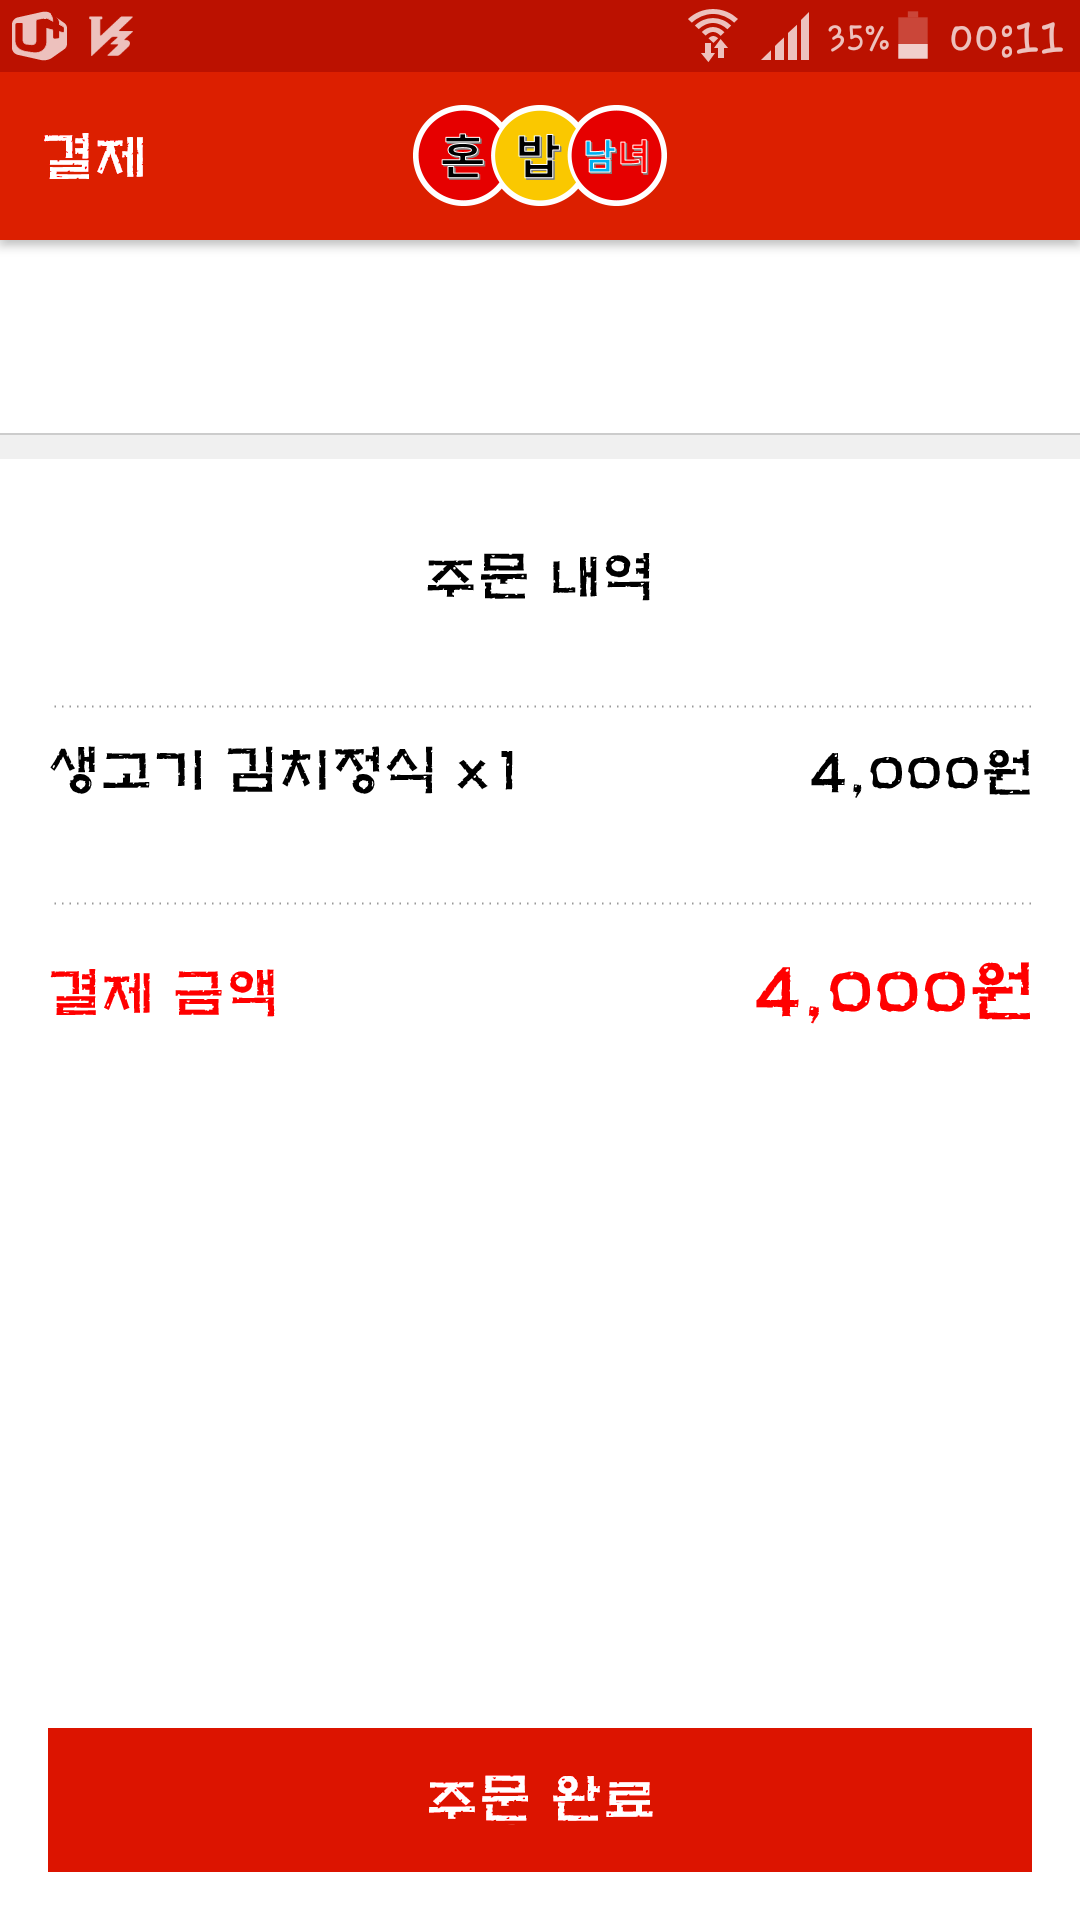 35% 00:11
결제
혼 밥 남녀
주문 내역
생고기 김치정식 x1 4,000원
결제 금액 4,000원
주문 완료